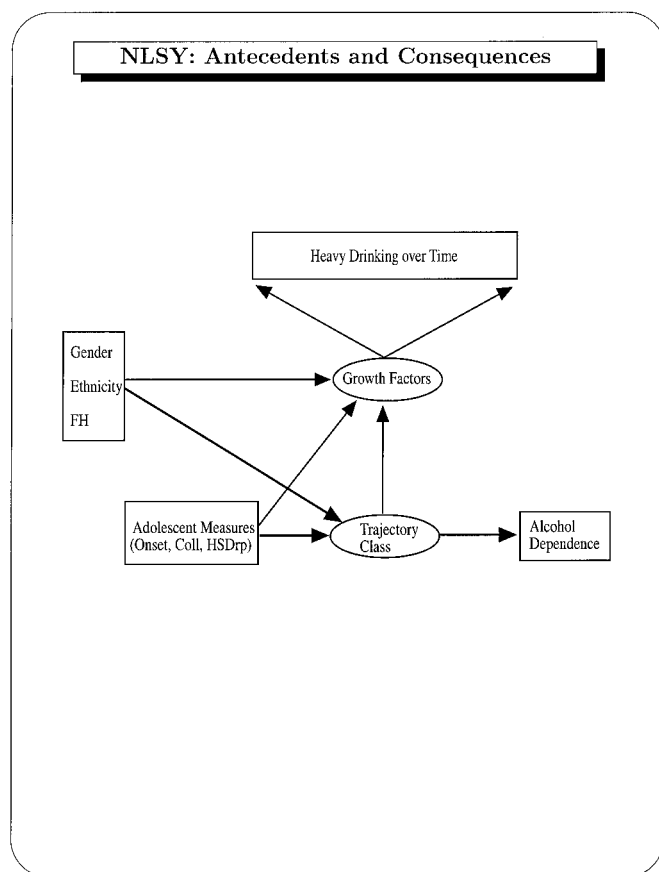 NLSY: Antecedents and Consequences
Heavy Drinking over Time
Gender
Ethnicity
FH
Growth Factors
Adolescent Measures
(Onset, Coll, HSDrp)
Trajectory
Class
Alcohol
Dependence